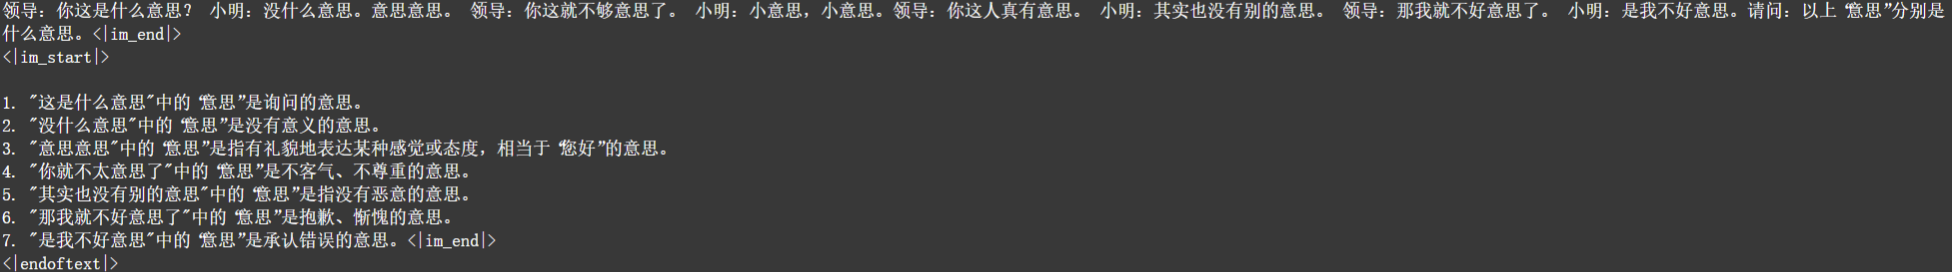 领导：你这是什么意思？ 小明：没什么意思。意思意思。 领导：你这就不够意思了。 小明：小意思，小意思。领导：你这人真有意思。 小明：其实也没有别的意思。 领导：那我就不好意思了。 小明：是我不好意思。请问：以上“意思”分别是
什么意思。<|im_end|>
<|im_start|>
1. "这是什么意思"中的“意思”是询问的意思。
2. "没什么意思"中的“意思”是没有意义的意思。
3. "意思意思"中的“意思”是指有礼貌地表达某种感觉或态度，相当于“您好”的意思。
4. "你就不太意思了"中的“意思”是不客气、不尊重的意思。
5. "其实也没有别的意思"中的“意思”是指没有恶意的意思。
6. "那我就不好意思了"中的“意思”是抱歉、惭愧的意思。
7. "是我不好意思"中的“意思”是承认错误的意思。<|im_end|>
<|endoftext|>